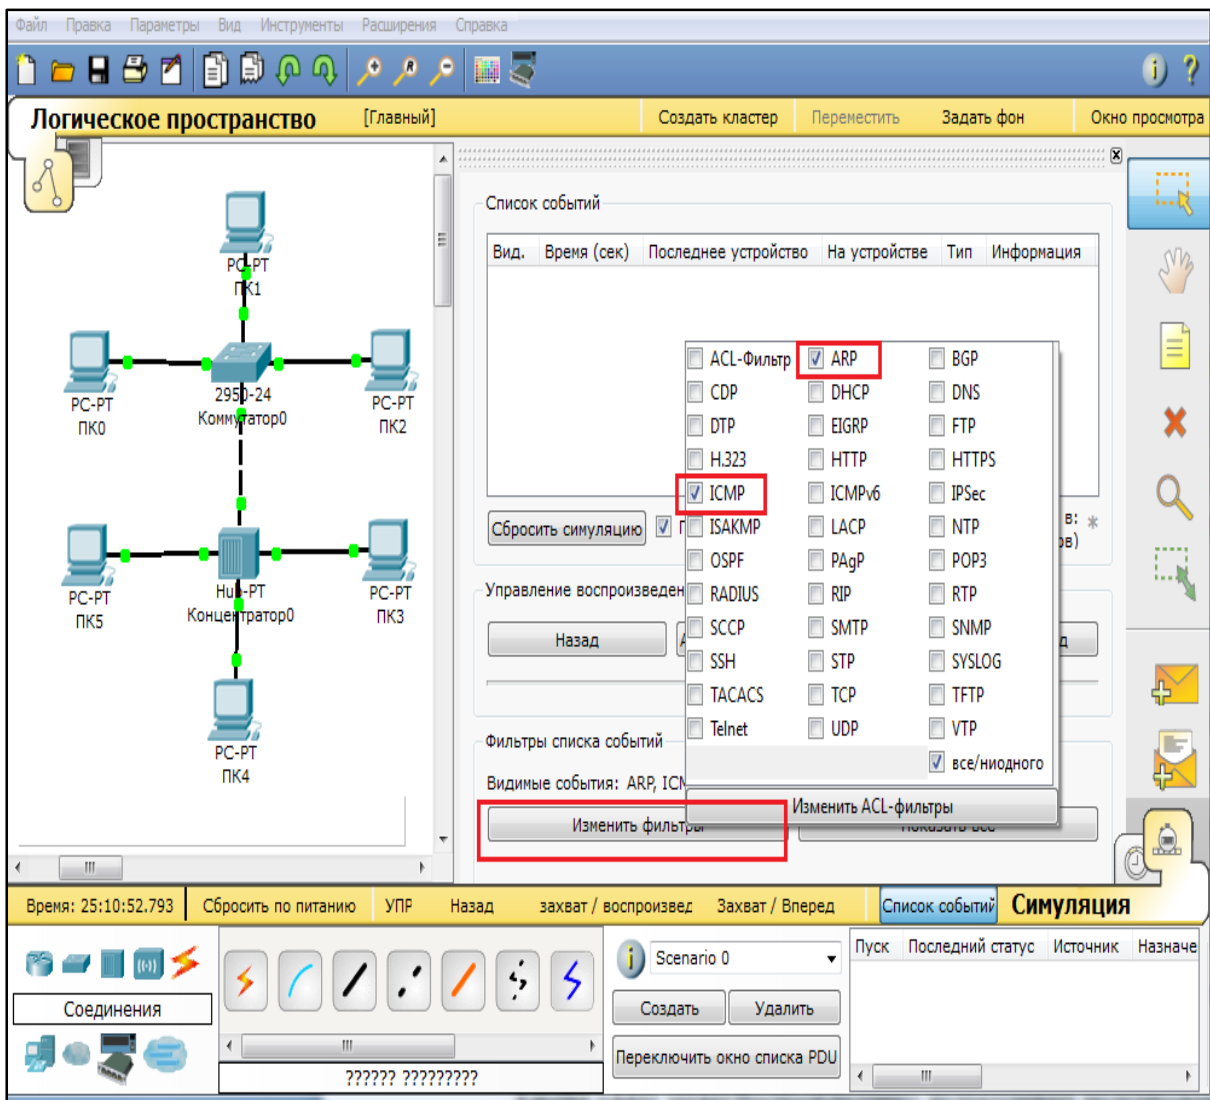 Файл Правка Параметры Вид Инструменты Расширения Справка
Логическое пространство [Главный] Создать кластер Переместить Задать фон Окно просмотра
PC-PT
ПК1
PC-PT
ПК0
2950-24
Коммутатор0
PC-PT
ПК2
PC-PT
ПК5
Hub-PT
Концентратор0
PC-PT
ПК3
PC-PT
ПК4
Список событий
Вид. Время (сек) Последнее устройство На устройстве Тип Информация
ACL-Фильтр ARP BGP
CDP DHCP DNS
DTP EIGRP FTP
H.323 HTTP HTTPS
ICMP ICMPv6 IPSec
ISAKMP LACP NTP
OSPF PAgP POP3
RADIUS RIP RTP
SCCP SMTP SNMP
SSH STP SYSLOG
TACACS TCP TFTP
Telnet UDP VTP
все/ниодного
Изменить ACL-фильтры
Сбросить симуляцию
в:
ов)
Управление воспроизведен
Назад
Фильтры списка событий
Видимые события: ARP, ICM
Изменить фильтры Показать все
Время: 25:10:52.793 Сбросить по питанию УПР Назад захват / воспроизвед Захват / Вперед Список событий Симуляция
Соединения
?????? ?????????
Scenario 0
Создать Удалить
Переключить окно списка PDU
Пуск Последний статус Источник Назначе